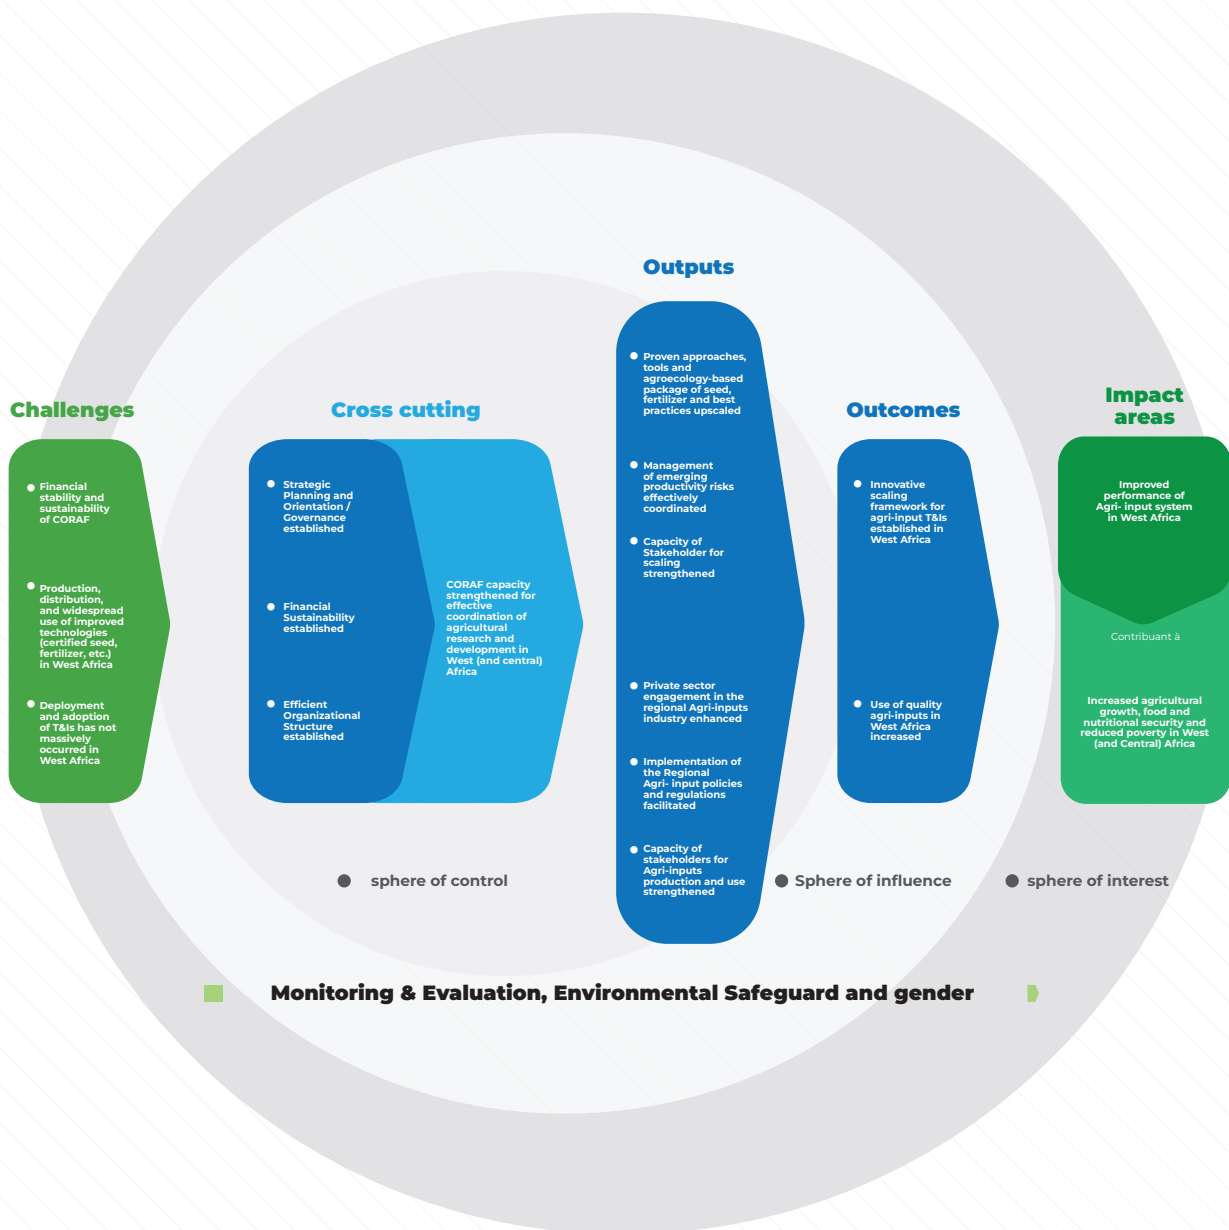 Challenges
Financial
stability and
sustainability
of CORAF
Production,
distribution,
and widespread
use of improved
technologies
(certified seed,
fertilizer, etc.)
in West Africa
Deployment
and adoption
of T&Is has not
massively
occurred in
West Africa
Cross cutting
Strategic
Planning and
Orientation /
Governance
established
Financial
Sustainability
established
Efficient
Organizational
Structure
established
CORAF capacity
strengthened for
effective
coordination of
agricultural
research and
development in
West (and central)
Africa
Outputs
Proven approaches,
tools and
agroecology-based
package of seed,
fertilizer and best
practices upscaled
Management
of emerging
productivity risks
effectively
coordinated
Capacity of
Stakeholder for
scaling
strengthened
Private sector
engagement in the
regional Agri-inputs
industry enhanced
Implementation of
the Regional
Agri- input policies
and regulations
facilitated
Capacity of
stakeholders for
Agri-inputs
production and use
strengthened
Outcomes
Innovative
scaling
framework for
agri-input T&Is
established in
West Africa
Use of quality
agri-inputs in
West Africa
increased
Impact
areas
Improved
performance of
Agri- input system
in West Africa
Contribuant à
Increased agricultural
growth, food and
nutritional security and
reduced poverty in West
(and Central) Africa
sphere of control
Sphere of influence
sphere of interest
Monitoring & Evaluation, Environmental Safeguard and gender